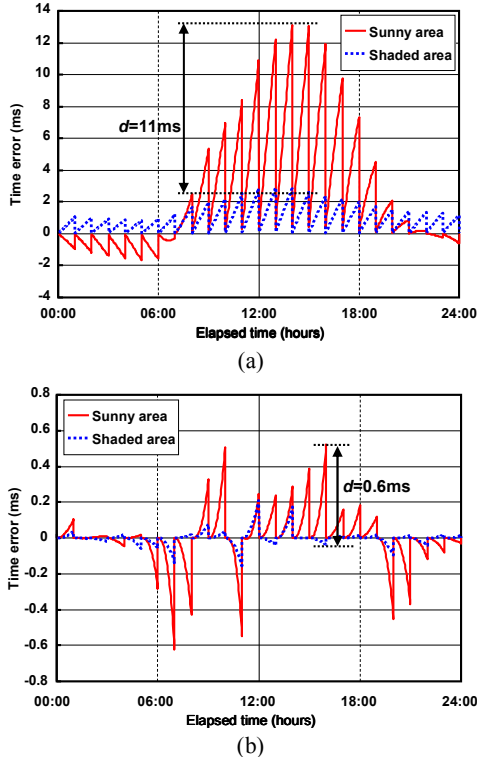 14
12
10
8
6
4
2
0
-2
-4
Time error (ms)
Sunny area
Shaded area
d=11ms
00:00 06:00 12:00 18:00 24:00
Elapsed time (hours)
(a)
0.8
0.6
0.4
0.2
0
-0.2
-0.4
-0.6
-0.8
Time error (ms)
Sunny area
Shaded area
d=0.6ms
00:00 06:00 12:00 18:00 24:00
Elapsed time (hours)
(b)